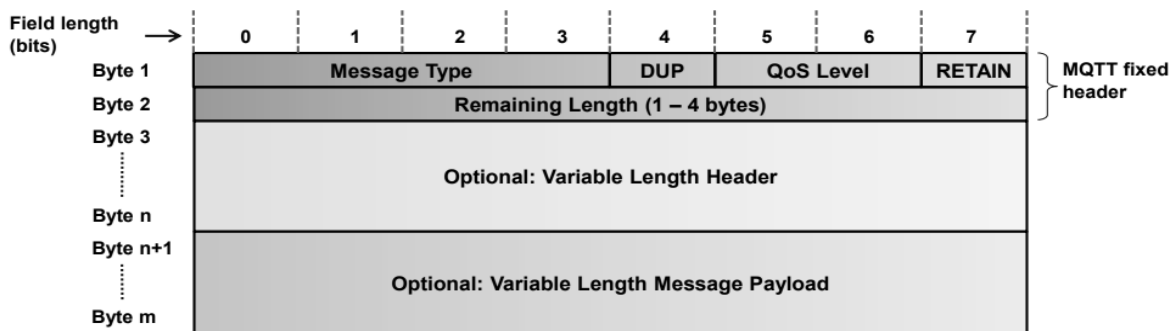 Field length
(bits)
0 1 2 3 4 5 6 7
Byte 1
Message Type DUP QoS Level RETAIN
MQTT fixed
header
Byte 2
Remaining Length (1 – 4 bytes)
Byte 3
Optional: Variable Length Header
Byte n
Byte n+1
Optional: Variable Length Message Payload
Byte m